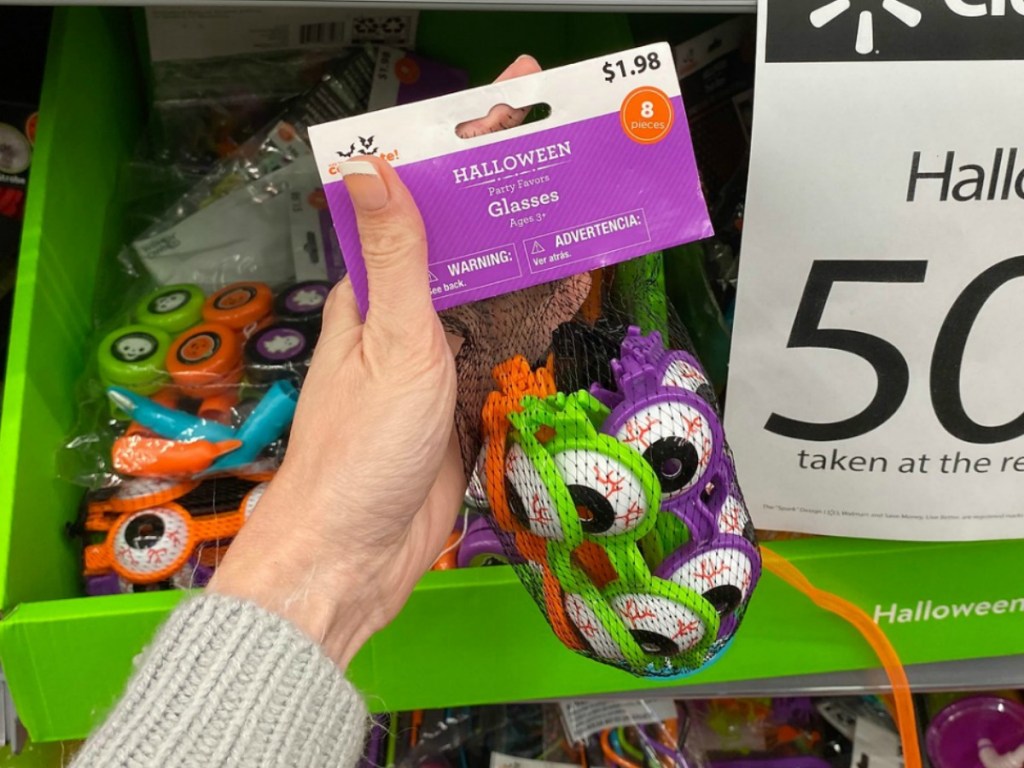 $1.98
8
pieces
HALLOWEEN
Party Favors
Glasses
Ages 3+
WARNING:
See back.
ADVERTENCIA:
Ver atrás.
Hallo
50
taken at the re
Halloween